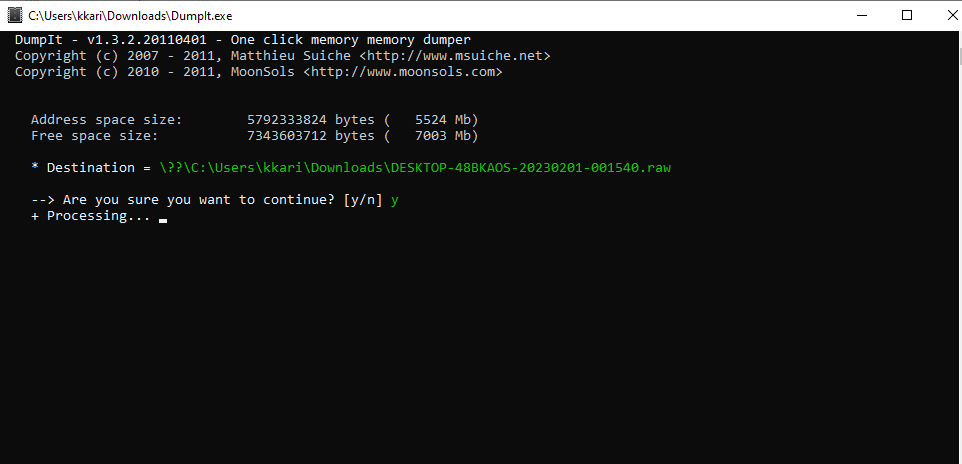 C:\Users\kkari\Downloads\DumpIt.exe
DumpIt - v1.3.2.20110401 - One click memory memory dumper
Copyright (c) 2007 - 2011, Matthieu Suiche <http://www.msuiche.net>
Copyright (c) 2010 - 2011, MoonSols <http://www.moonsols.com>
Address space size: 5792333824 bytes ( 5524 Mb)
Free space size: 7343603712 bytes ( 7003 Mb)
* Destination = \??\C:\Users\kkari\Downloads\DESKTOP-48BKAOS-20230201-001540.raw
--> Are you sure you want to continue? [y/n] y
+ Processing...